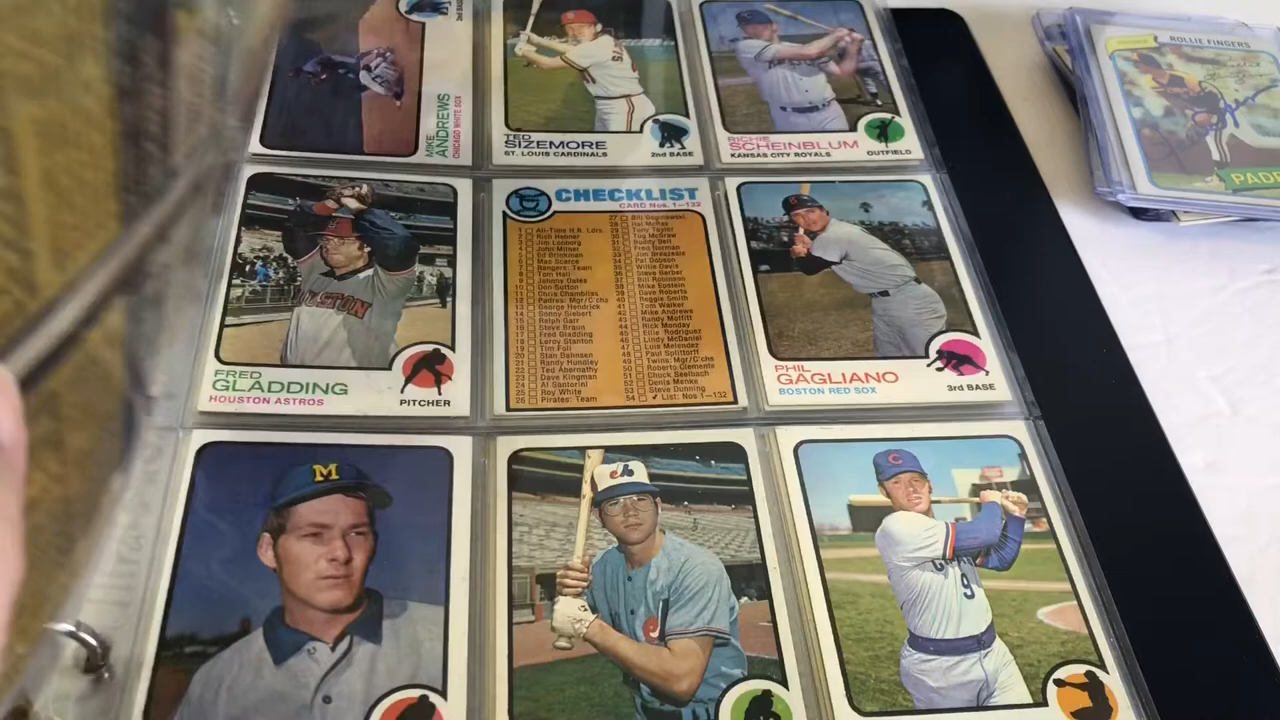 2nd BASE
MIKE
ANDREWS
CHICAGO WHITE SOX
TED
SIZEMORE
ST. LOUIS CARDINALS
2nd BASE
RICHIE
SCHEINBLUM
KANSAS CITY ROYALS
OUTFIELD
ROLLIE FINGERS
PADR
HOUSTON
FRED
GLADDING
HOUSTON ASTROS
PITCHER
CHECKLIST
CARD Nos. 1-132
1 All-Time H.R. Ldrs.
2 Rich Hebner
3 Jim Lonborg
4 John Milner
5 Ed Brinkman
6 Mac Scarce
7 Rangers: Team
8 Tom Hall
9 Johnny Oates
10 Don Sutton
11 Chris Chambliss
12 Padres: Mgr/C'chs
13 George Hendrick
14 Sonny Siebert
15 Ralph Garr
16 Steve Braun
17 Fred Gladding
18 Leroy Stanton
19 Tim Foli
20 Stan Bahnsen
21 Randy Hundley
22 Ted Abernathy
23 Dave Kingman
24 Al Santorini
25 Roy White
26 Pirates: Team
27 Bill Gogolewski
28 Hal McRae
29 Tony Taylor
30 Tug McGraw
31 Buddy Bell
32 Fred Norman
33 Jim Breazeale
34 Pat Dobson
35 Willie Davis
36 Steve Barber
37 Bill Robinson
38 Mike Epstein
39 Dave Roberts
40 Reggie Smith
41 Tom Walker
42 Mike Andrews
43 Randy Moffitt
44 Rick Monday
45 Ellie Rodriguez
46 Lindy McDaniel
47 Luis Melendez
48 Paul Splittorff
49 Twins: Mgr/C'chs
50 Roberto Clemente
51 Chuck Seelbach
52 Denis Menke
53 Steve Dunning
54 ✓ List: Nos 1-132
PHIL
GAGLIANO
BOSTON RED SOX
3rd BASE
M
C
9